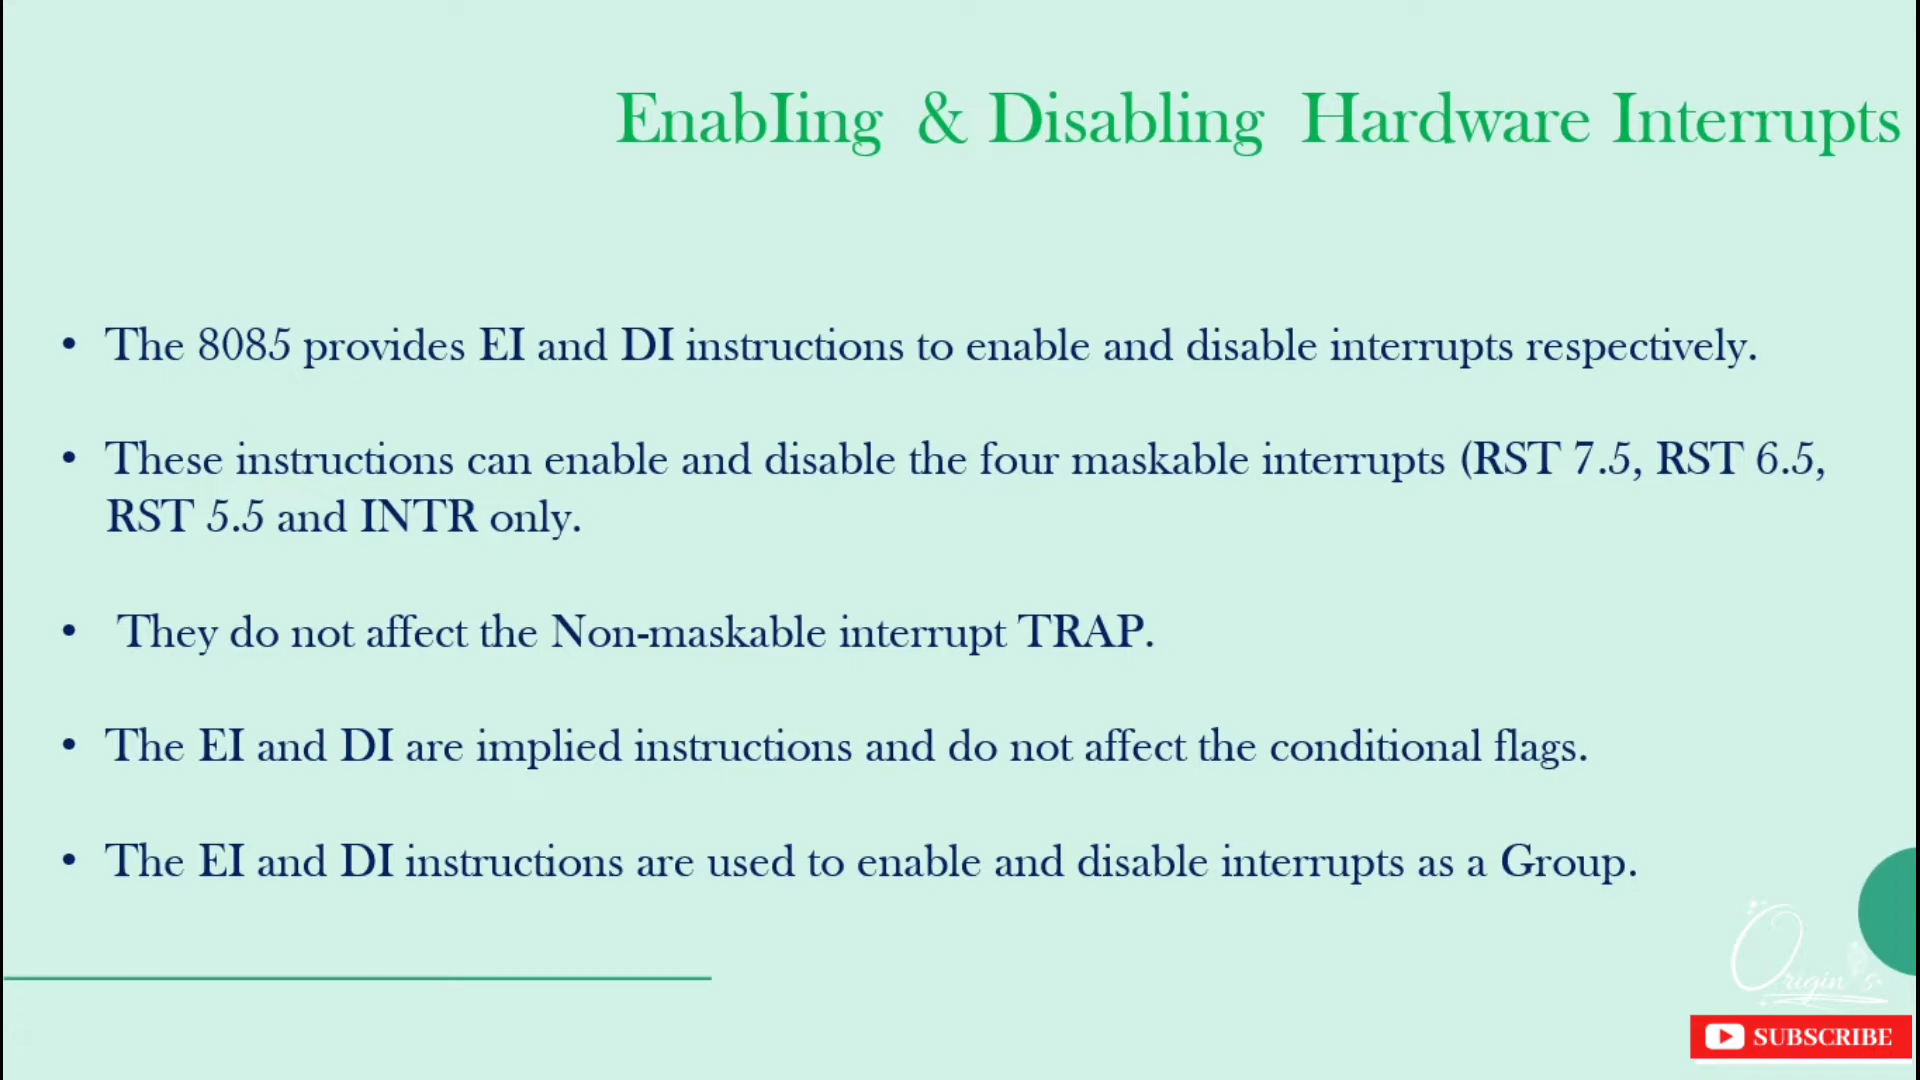 Enabling & Disabling Hardware Interrupts
• The 8085 provides EI and DI instructions to enable and disable interrupts respectively.
• These instructions can enable and disable the four maskable interrupts (RST 7.5, RST 6.5,
RST 5.5 and INTR only.
• They do not affect the Non-maskable interrupt TRAP.
• The EI and DI are implied instructions and do not affect the conditional flags.
• The EI and DI instructions are used to enable and disable interrupts as a Group.
Origin
SUBSCRIBE